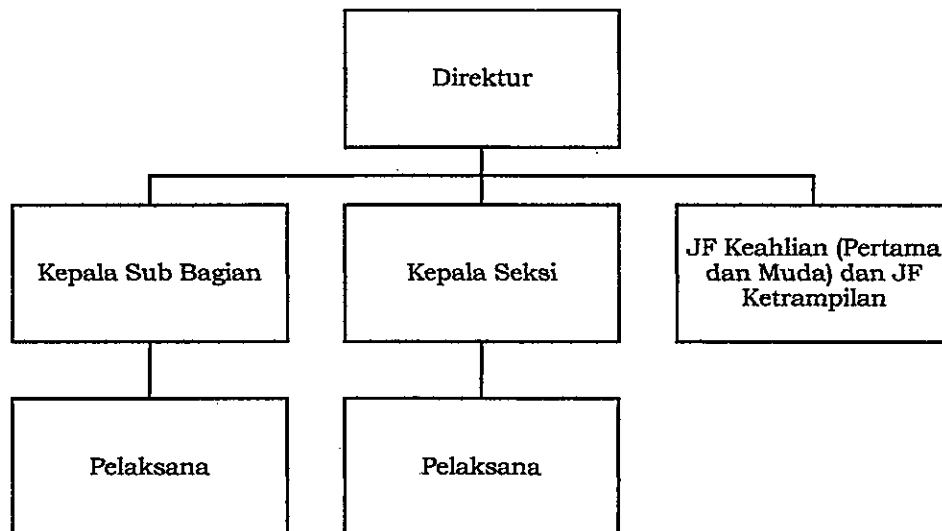 Direktur
Kepala Sub Bagian
Kepala Seksi
JF Keahlian (Pertama
dan Muda) dan JF
Ketrampilan
Pelaksana
Pelaksana